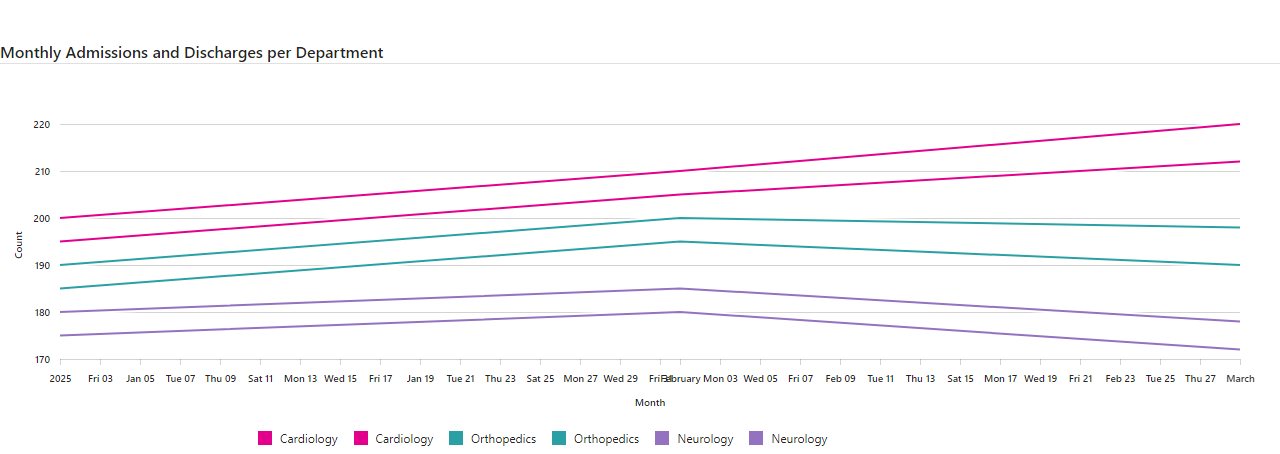 Monthly Admissions and Discharges per Department
220
210
200
190
180
170
Count
2025 Fri 03 Jan 05 Tue 07 Thu 09 Sat 11 Mon 13 Wed 15 Fri 17 Jan 19 Tue 21 Thu 23 Sat 25 Mon 27 Wed 29 Fri 31 February Mon 03 Wed 05 Fri 07 Feb 09 Tue 11 Thu 13 Sat 15 Mon 17 Wed 19 Fri 21 Feb 23 Tue 25 Thu 27 March
Month
Cardiology Cardiology Orthopedics Orthopedics Neurology Neurology